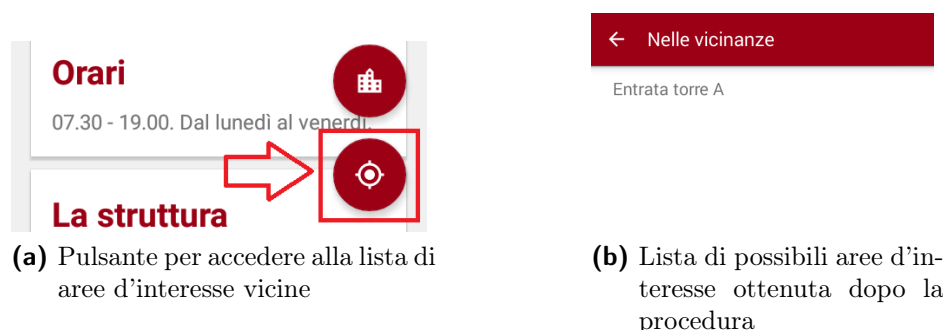 Orari
07.30 - 19.00. Dal lunedì al venerdì.
La struttura
(a) Pulsante per accedere alla lista di
aree d'interesse vicine
Nelle vicinanze
Entrata torre A
(b) Lista di possibili aree d'in-
teresse ottenuta dopo la
procedura